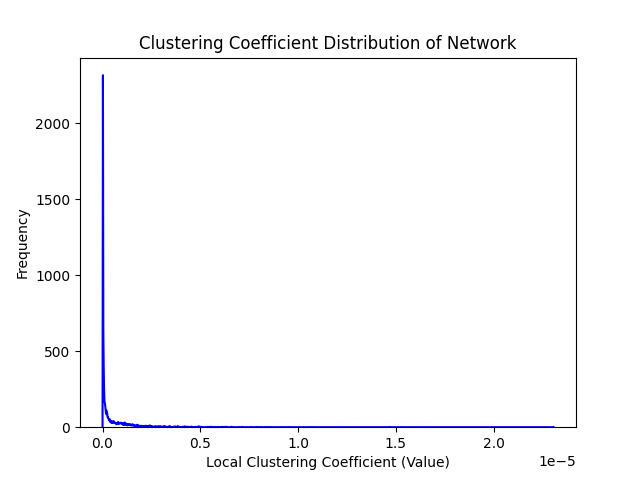 Clustering Coefficient Distribution of Network
2000
1500
1000
500
0
Frequency
0.0 0.5 1.0 1.5 2.0
1e−5
Local Clustering Coefficient (Value)